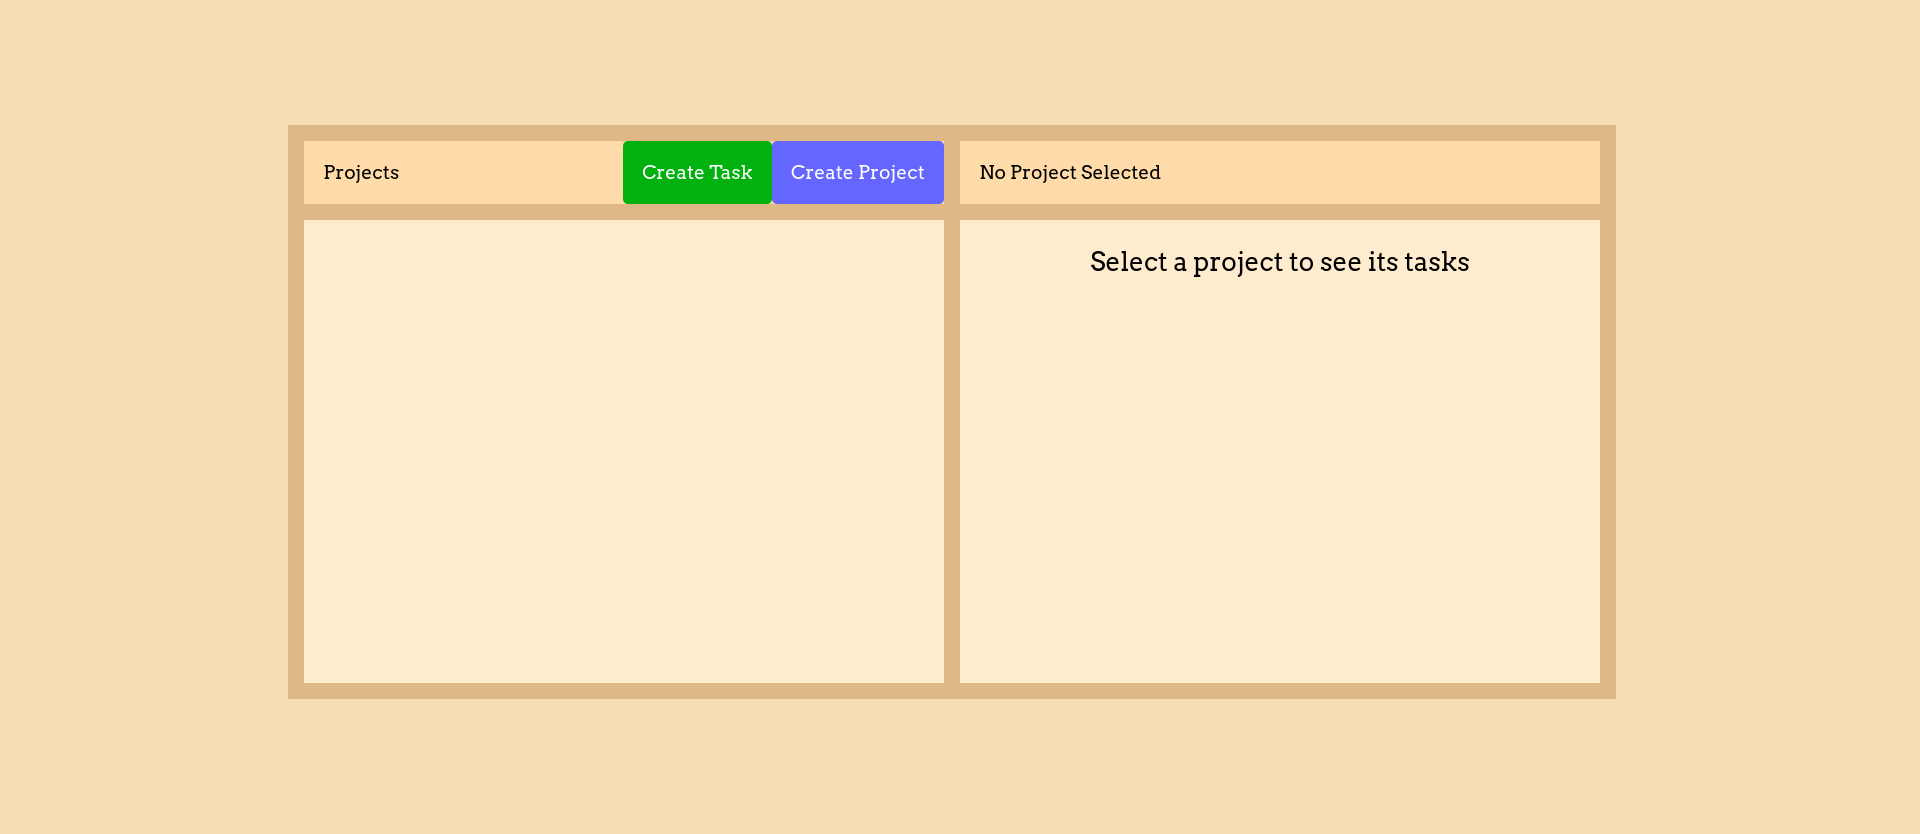 Projects
Create Task
Create Project
No Project Selected
Select a project to see its tasks